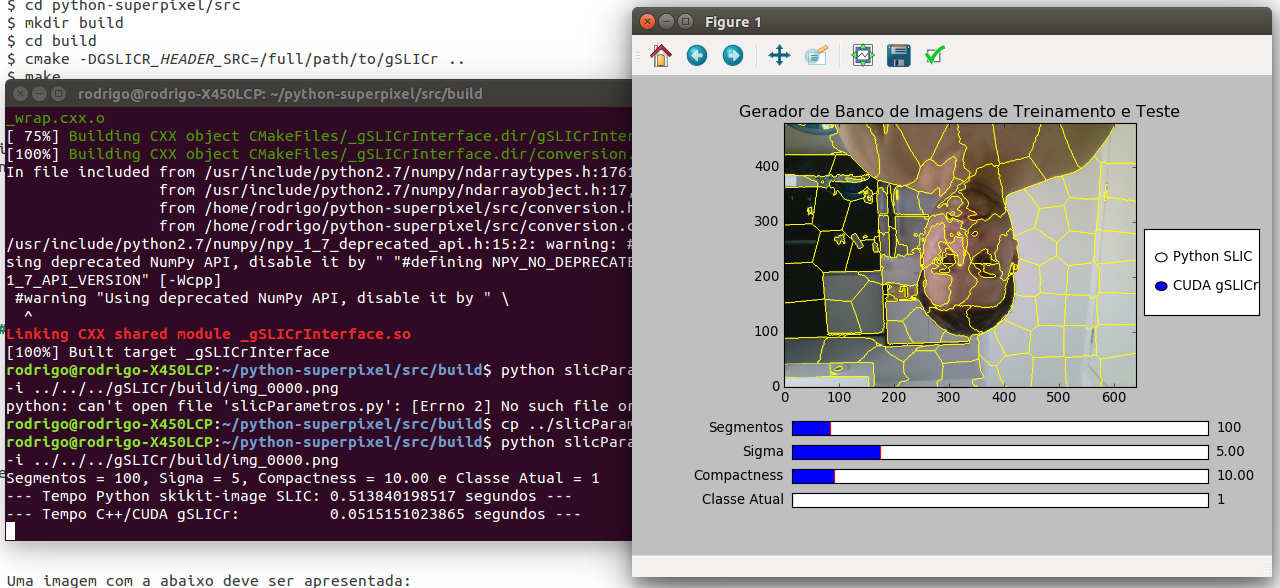 $ cd python-superpixel/src
$ mkdir build
$ cd build
$ cmake -DGSLICR_HEADER_SRC=/full/path/to/gSLICr ..
$ make
rodrigo@rodrigo-X450LCP: ~/python-superpixel/src/build
_wrap.cxx.o
[ 75%] Building CXX object CMakeFiles/_gSLICrInterface.dir/gSLICrInter
[100%] Building CXX object CMakeFiles/_gSLICrInterface.dir/conversion.
In file included from /usr/include/python2.7/numpy/ndarraytypes.h:1761
from /usr/include/python2.7/numpy/ndarrayobject.h:17,
from /home/rodrigo/python-superpixel/src/conversion.h
from /home/rodrigo/python-superpixel/src/conversion.c
/usr/include/python2.7/numpy/npy_1_7_deprecated_api.h:15:2: warning: #
sing deprecated NumPy API, disable it by " "#defining NPY_NO_DEPRECATE
1_7_API_VERSION" [-Wcpp]
#warning "Using deprecated NumPy API, disable it by " \
^
Linking CXX shared module _gSLICrInterface.so
[100%] Built target _gSLICrInterface
rodrigo@rodrigo-X450LCP:~/python-superpixel/src/build$ python slicPara
-i ../../../gSLICr/build/img_0000.png
python: can't open file 'slicParametros.py': [Errno 2] No such file or
rodrigo@rodrigo-X450LCP:~/python-superpixel/src/build$ cp ../slicParam
rodrigo@rodrigo-X450LCP:~/python-superpixel/src/build$ python slicPara
-i ../../../gSLICr/build/img_0000.png
Segmentos = 100, Sigma = 5, Compactness = 10.00 e Classe Atual = 1
--- Tempo Python skikit-image SLIC: 0.513840198517 segundos ---
--- Tempo C++/CUDA gSLICr: 0.0515151023865 segundos ---
Uma imagem com a abaixo deve ser apresentada:
Figure 1
Gerador de Banco de Imagens de Treinamento e Teste
400
300
200
100
0
0 100 200 300 400 500 600
Python SLIC
CUDA gSLICr
Segmentos 100
Sigma 5.00
Compactness 10.00
Classe Atual 1